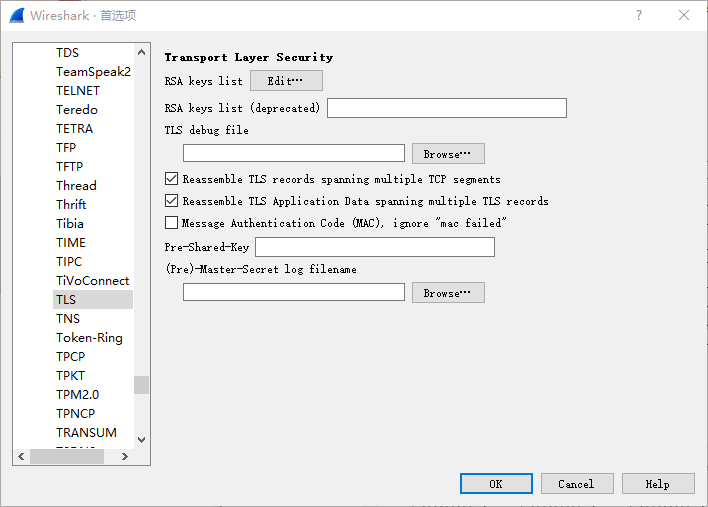 Wireshark · 首选项
TDS
TeamSpeak2
TELNET
Teredo
TETRA
TFP
TFTP
Thread
Thrift
Tibia
TIME
TIPC
TiVoConnect
TLS
TNS
Token-Ring
TPCP
TPKT
TPM2.0
TPNCP
TRANSUM
Transport Layer Security
RSA keys list Edit…
RSA keys list (deprecated)
TLS debug file
Browse…
Reassemble TLS records spanning multiple TCP segments
Reassemble TLS Application Data spanning multiple TLS records
Message Authentication Code (MAC), ignore "mac failed"
Pre-Shared-Key
(Pre)-Master-Secret log filename
Browse…
OK Cancel Help